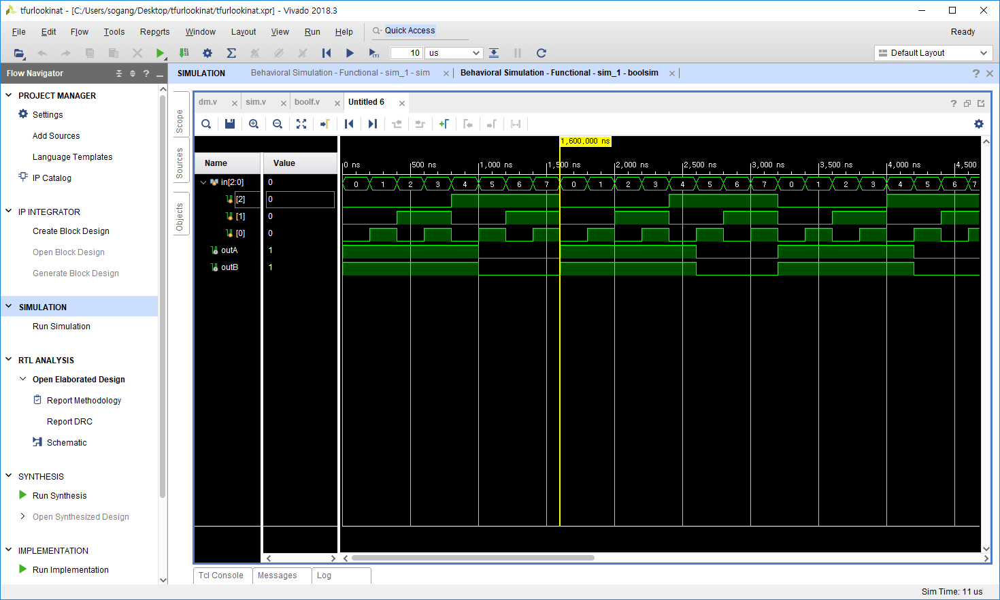 tfurlookinat - [C:/Users/sogang/Desktop/tfurlookinat/tfurlookinat.xpr] - Vivado 2018.3
File Edit Flow Tools Reports Window Layout View Run Help Quick Access Ready
10 us Default Layout
Flow Navigator ? _
SIMULATION Behavioral Simulation - Functional - sim_1 - sim Behavioral Simulation - Functional - sim_1 - boolsim
PROJECT MANAGER
Settings
Add Sources
Language Templates
IP Catalog
IP INTEGRATOR
Create Block Design
Open Block Design
Generate Block Design
SIMULATION
Run Simulation
RTL ANALYSIS
Open Elaborated Design
Report Methodology
Report DRC
Schematic
SYNTHESIS
Run Synthesis
Open Synthesized Design
IMPLEMENTATION
Run Implementation
Scope
Sources
Objects
dm.v sim.v boolf.v Untitled 6
1,600,000 ns
Name Value
0 ns 500 ns 1,000 ns 1,500 ns 2,000 ns 2,500 ns 3,000 ns 3,500 ns 4,000 ns 4,500
in[2:0] 0 0 1 2 3 4 5 6 7 0 1 2 3 4 5 6 7 0 1 2 3 4 5 6 7
[2] 0
[1] 0
[0] 0
outA 1
outB 1
Tcl Console Messages Log
Sim Time: 11 us